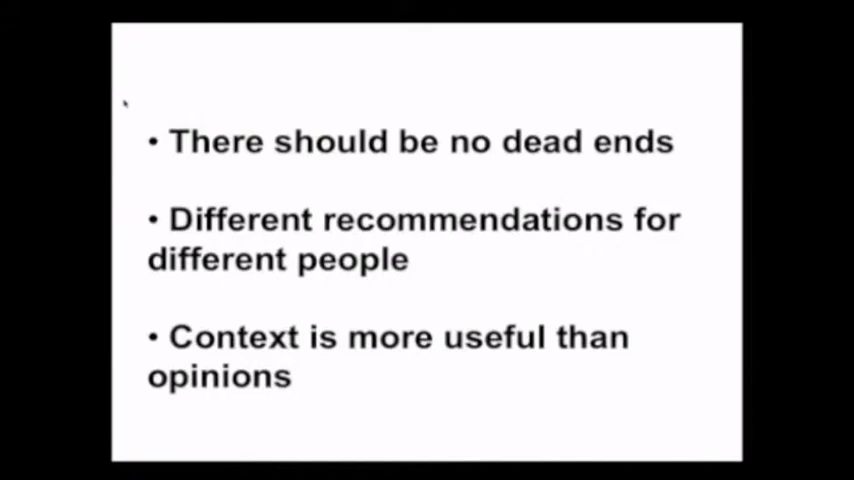 • There should be no dead ends
• Different recommendations for
different people
• Context is more useful than
opinions